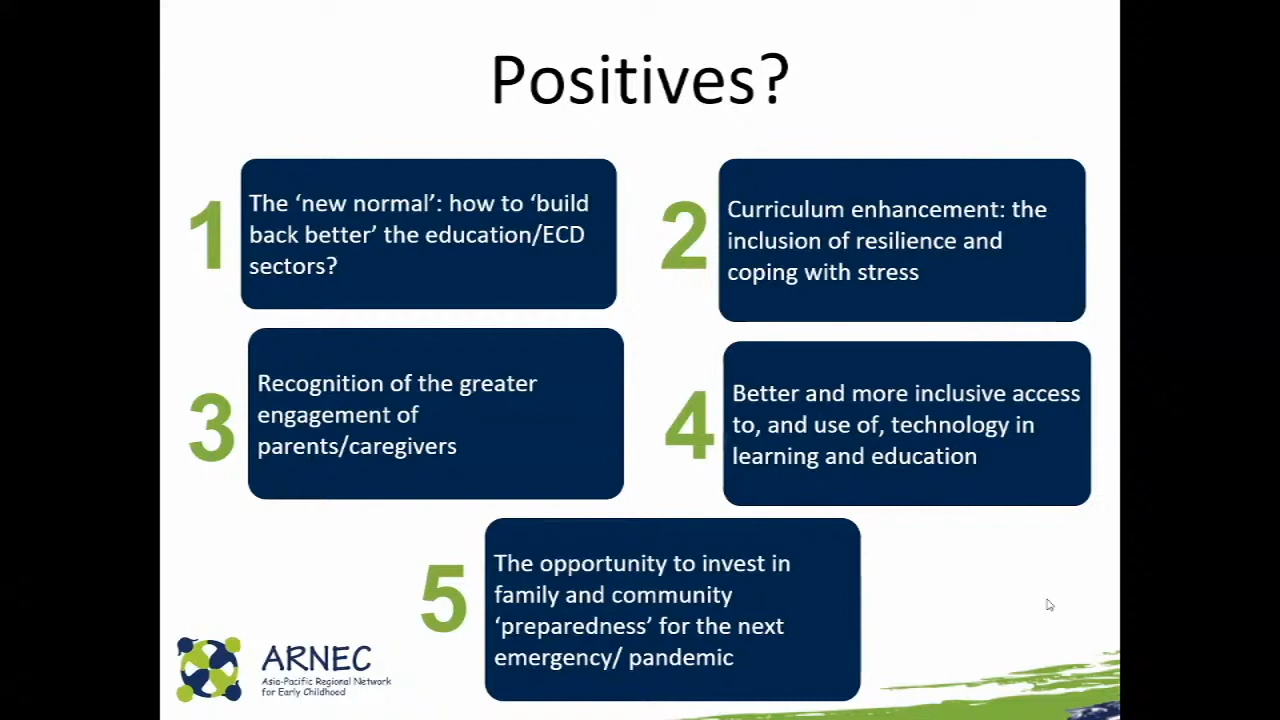 Positives?
1
The ‘new normal’: how to ‘build
back better’ the education/ECD
sectors?
2
Curriculum enhancement: the
inclusion of resilience and
coping with stress
3
Recognition of the greater
engagement of
parents/caregivers
4
Better and more inclusive access
to, and use of, technology in
learning and education
5
The opportunity to invest in
family and community
‘preparedness’ for the next
emergency/ pandemic
ARNEC
Asia-Pacific Regional Network
for Early Childhood